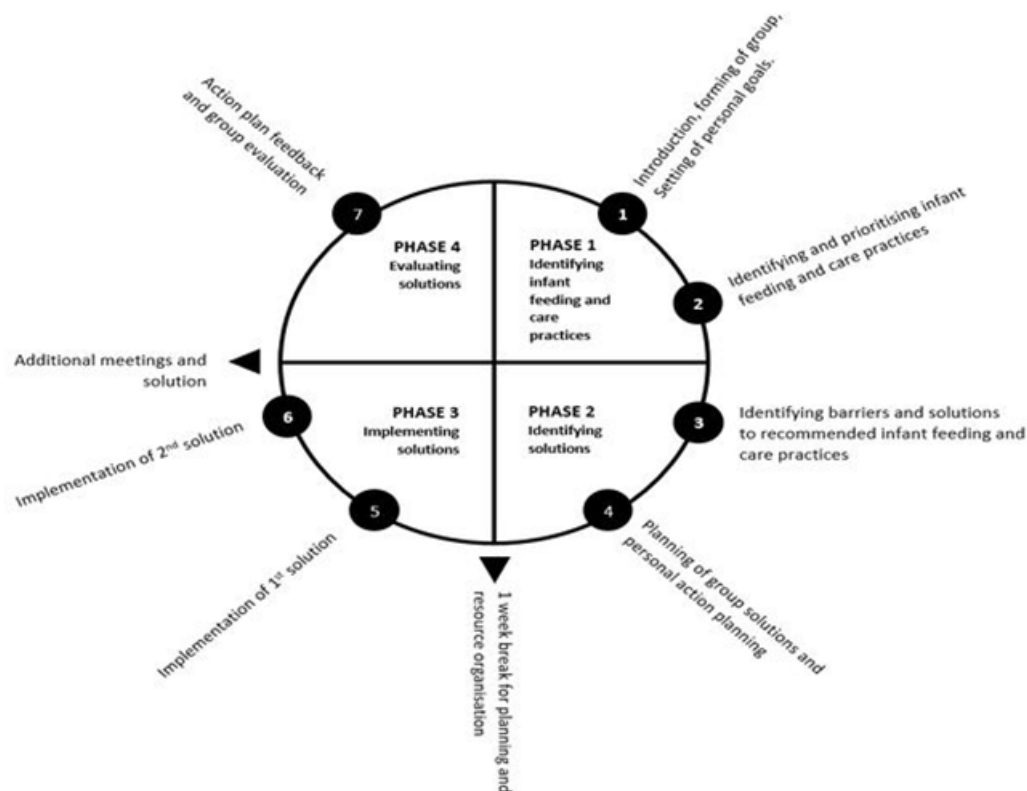 Introduction, forming of group,
Setting of personal goals.
1
Identifying and prioritising infant
feeding and care practices
2
Identifying barriers and solutions
to recommended infant feeding and
care practices
3
Planning of group solutions and
personal action planning
4
1 week break for planning and
resource organisation
Implementation of 1st solution
5
Implementation of 2nd solution
6
Additional meetings and
solution
Action plan feedback
and group evaluation
7
PHASE 1
Identifying
infant
feeding and
care
practices
PHASE 2
Identifying
solutions
PHASE 3
Implementing
solutions
PHASE 4
Evaluating
solutions